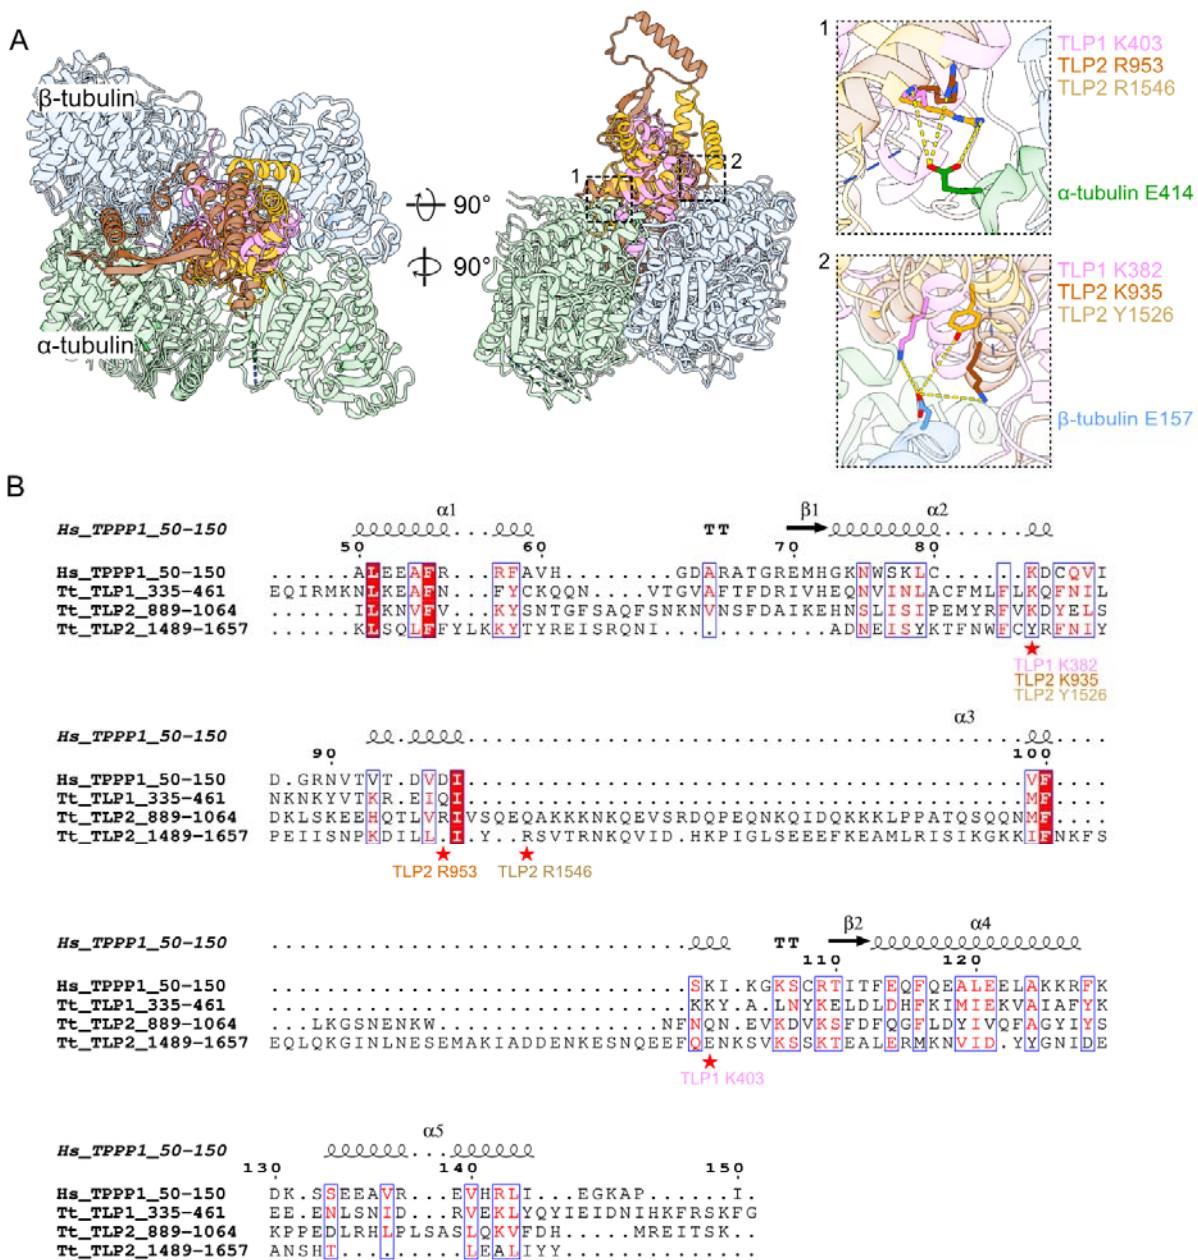 A
β-tubulin
α-tubulin
90°
90°
1
2
1
TLP1 K403
TLP2 R953
TLP2 R1546
α-tubulin E414
2
TLP1 K382
TLP2 K935
TLP2 Y1526
β-tubulin E157
B
α1 β1 α2
Hs_TPPP1_50-150 TT
50 60 70 80
Hs_TPPP1_50-150 ......ALEEAFR...RFAVH.......GDARATGREMHGKNWSKLC.....KDCQVI
Tt_TLP1_335-461 EQIRMKNLKEAFN...FYCKQQN....VTGVAFTFDRIVHEQNVINLACFMLFLKQFNIL
Tt_TLP2_889-1064 ......ILKNVFV...KYSNTGFSAQFSNKNVNSFDAIKEHNSLISIPEMYRFVKDYELS
Tt_TLP2_1489-1657 .....KLSQLFFYLKKYTYREISRQNI...........ADNEISYKTFNWFCYRFNIY
TLP1 K382
TLP2 K935
TLP2 Y1526
α3
Hs_TPPP1_50-150
90 100
Hs_TPPP1_50-150 D.GRNVTVT.DVDI........................................VF....
Tt_TLP1_335-461 NKNKYVTKR.EIQI........................................MF....
Tt_TLP2_889-1064 DKLSKEEHQTLVRIVSQEQAKKKNKQEVSRDQPEQNKQIDQKKKLPPATQSQQNMF....
Tt_TLP2_1489-1657 PEIISNPKDILL.I.Y..RSVTRNKQVID.HKPIGLSEEEFKEAMLRISIKGKKIFNKFS
TLP2 R953 TLP2 R1546
β2 α4
Hs_TPPP1_50-150 TT
110 120
Hs_TPPP1_50-150 ..............................SKI.KGKSCRTITFEQFQEALEELAKKRFK
Tt_TLP1_335-461 ..............................KKYA.LNYKELDLDHFKIMIEKVAIAFYK
Tt_TLP2_889-1064 ...LKGSNENKW................NFNQN.EVKDVKSFDFQGFLDYIVQFAGYIYS
Tt_TLP2_1489-1657 EQLQKGINLNESEMAKIADDENKESNQEEFQENKSVKSSKTEALERMKNVID.YYGNIDE
TLP1 K403
α5
Hs_TPPP1_50-150
130 140 150
Hs_TPPP1_50-150 DK.SSEEAVR...EVHRLI...EGKAP......I.
Tt_TLP1_335-461 EE.ENLSNID...RVEKLYQYIEIDNIHKFRSKFG
Tt_TLP2_889-1064 KPPEDLRHLPLSASLQKVFDH....MREITSK..
Tt_TLP2_1489-1657 ANSHT.........LEALIYY..............